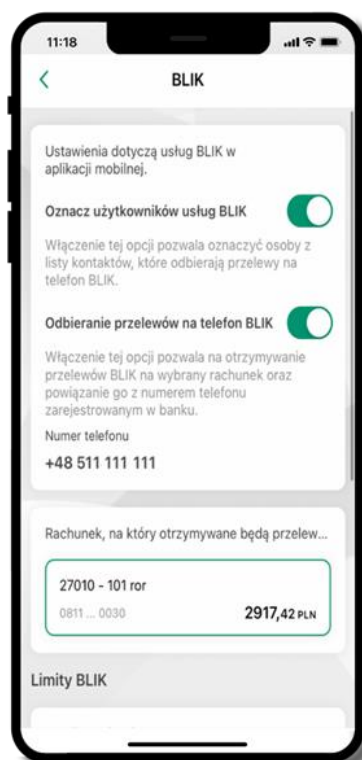 11:18
BLIK
Ustawienia dotyczą usług BLIK w
aplikacji mobilnej.
Oznacz użytkowników usług BLIK
Włączenie tej opcji pozwala oznaczyć osoby z
listy kontaktów, które odbierają przelewy na
telefon BLIK.
Odbieranie przelewów na telefon BLIK
Włączenie tej opcji pozwala na otrzymywanie
przelewów BLIK na wybrany rachunek oraz
powiązanie go z numerem telefonu
zarejestrowanym w banku.
Numer telefonu
+48 511 111 111
Rachunek, na który otrzymywane będą przelew...
27010 - 101 ror
0811 ... 0030 2917,42 PLN
Limity BLIK